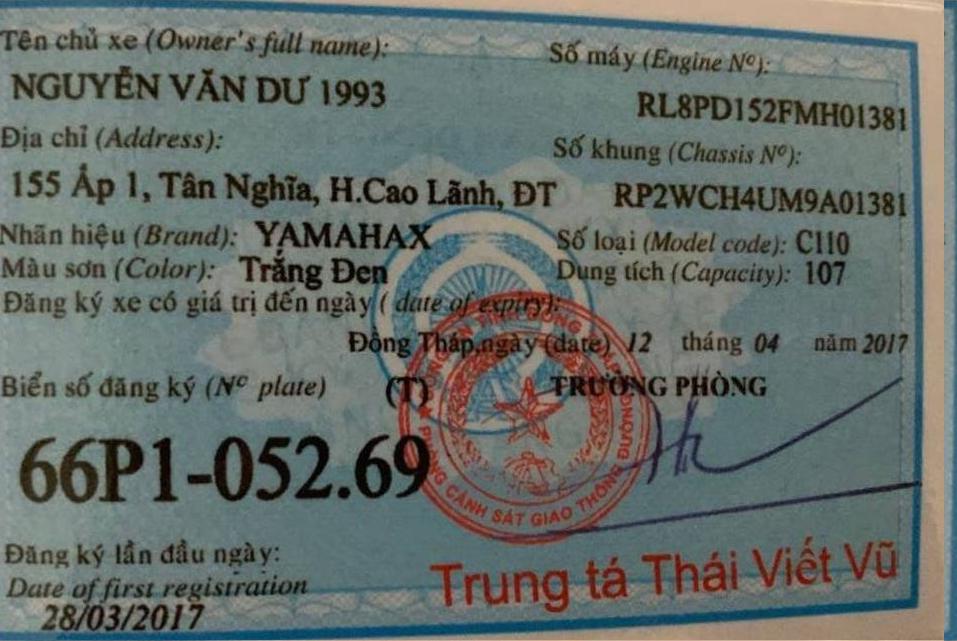 Tên chủ xe (Owner's full name):
NGUYỄN VĂN DƯ 1993
Số máy (Engine Nº):
RL8PD152FMH01381
Địa chỉ (Address):
155 Ấp 1, Tân Nghĩa, H.Cao Lãnh, ĐT
Số khung (Chassis Nº):
RP2WCH4UM9A01381
Nhãn hiệu (Brand): YAMAHAX
Số loại (Model code): C110
Màu sơn (Color): Trắng Đen
Dung tích (Capacity): 107
Đăng ký xe có giá trị đến ngày ( date of expiry):
Đồng Tháp,ngày (date) 12 tháng 04 năm 2017
Biển số đăng ký (Nº plate) (T)
TRƯỞNG PHÒNG
66P1-052.69
PHÒNG CẢNH SÁT GIAO THÔNG ĐƯỜNG
Đăng ký lần đầu ngày:
Date of first registration
28/03/2017
Trung tá Thái Viết Vũ